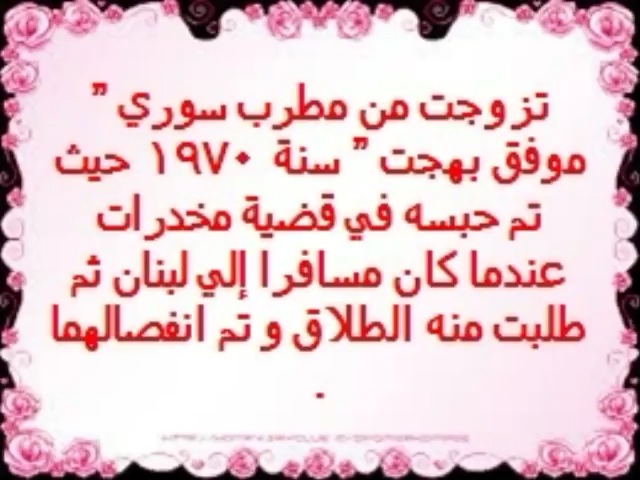 تزوجت من مطرب سوري "
موفق بهجت " سنة ١٩٧٠ حيث
تم حبسه في قضية مخدرات
عندما كان مسافرا إلي لبنان ثم
طلبت منه الطلاق و تم انفصالهما
.